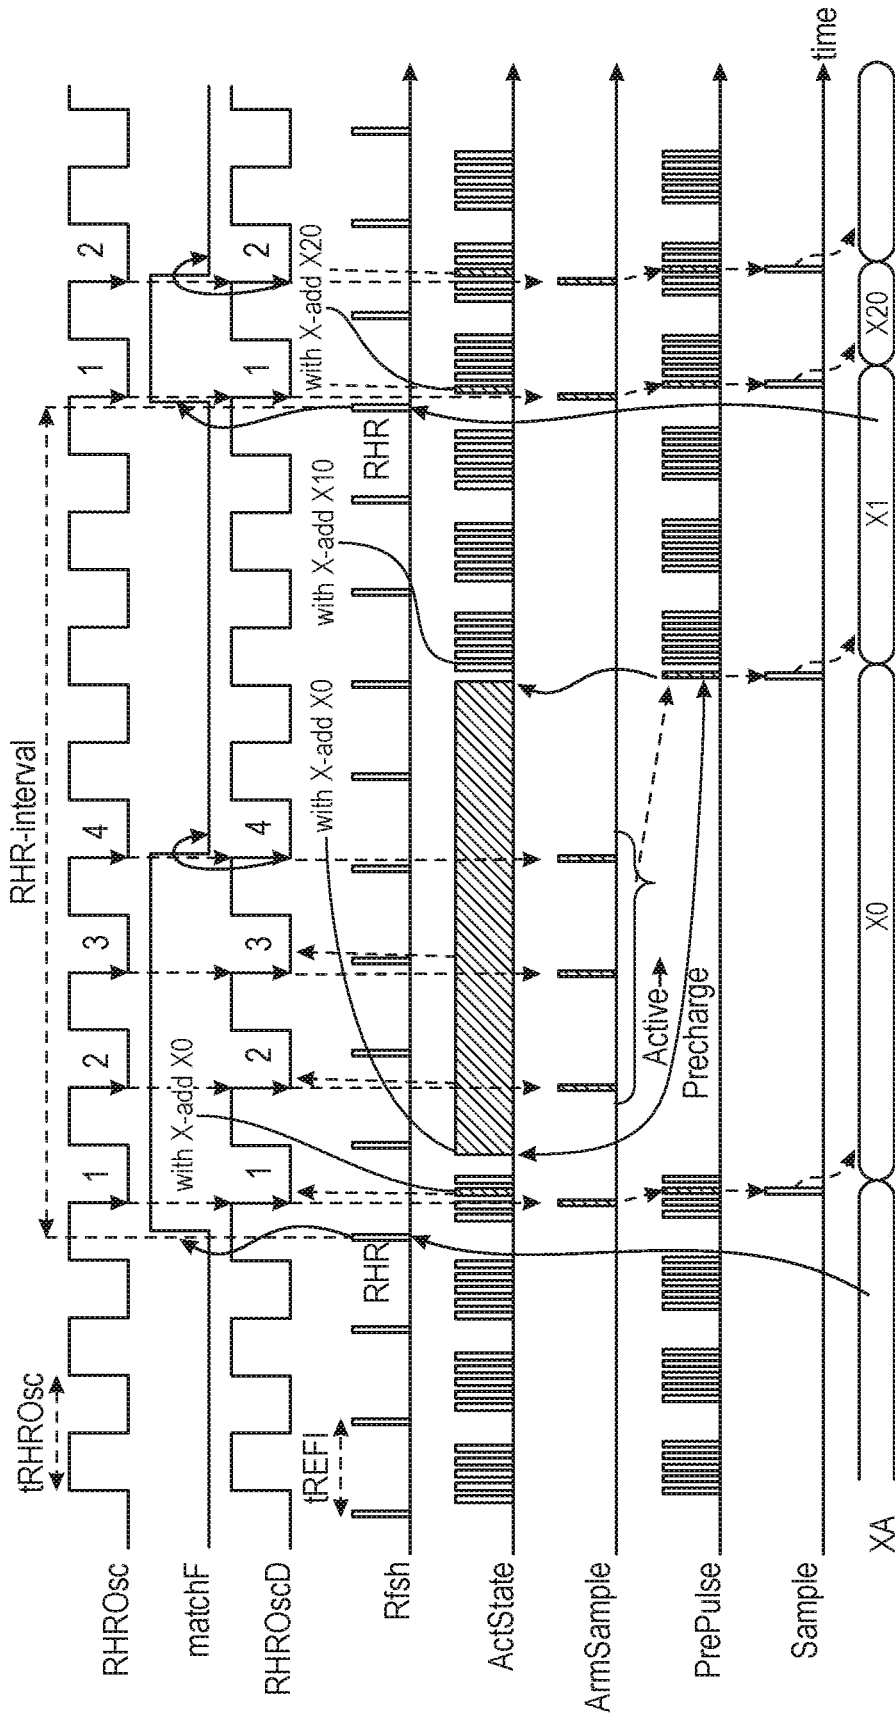 RHR-interval
tRHROsc
RHROsc
1
2
3
4
1
2
matchF
with X-add X0
RHROscD
1
2
3
4
1
2
tREFI
with X-add X0
with X-add X10
with X-add X20
Rfsh
RHR
RHR
ActState
ArmSample
Active→
Precharge
PrePulse
Sample
time
XA
X0
X1
X20